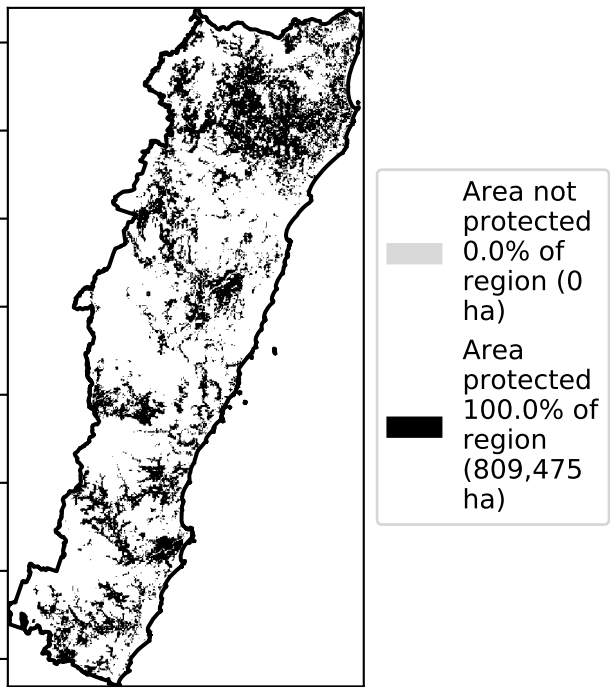 Area not
protected
0.0% of
region (0
ha)
Area
protected
100.0% of
region
(809,475
ha)